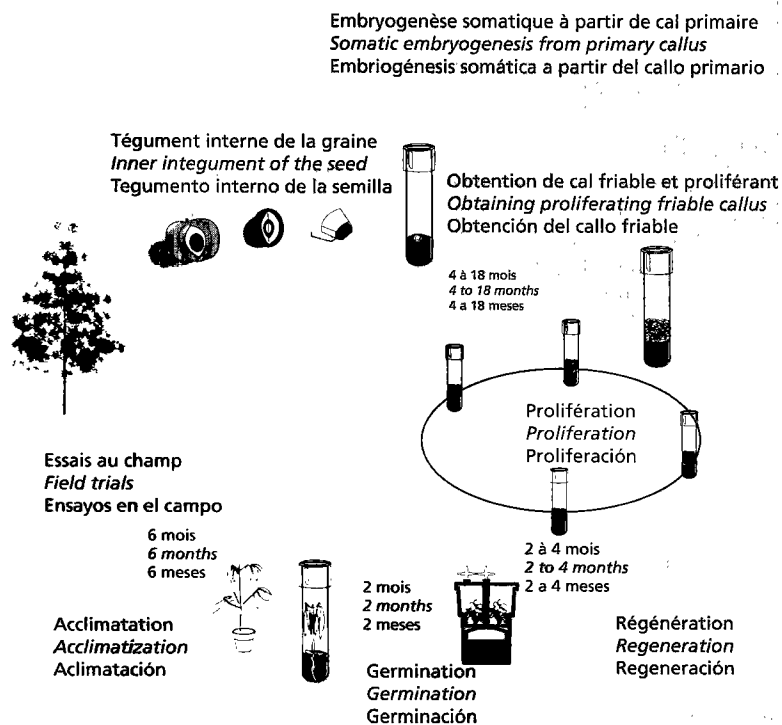 Embryogenèse somatique à partir de cal primaire
Somatic embryogenesis from primary callus
Embriogénesis somática a partir del callo primario
Tégument interne de la graine
Inner integument of the seed
Tegumento interno de la semilla
Obtention de cal friable et proliférant
Obtaining proliferating friable callus
Obtención del callo friable
4 à 18 mois
4 to 18 months
4 a 18 meses
Prolifération
Proliferation
Proliferación
Essais au champ
Field trials
Ensayos en el campo
6 mois
6 months
6 meses
2 à 4 mois
2 to 4 months
2 a 4 meses
2 mois
2 months
2 meses
Acclimatation
Acclimatization
Aclimatación
Régénération
Regeneration
Regeneración
Germination
Germination
Germinación